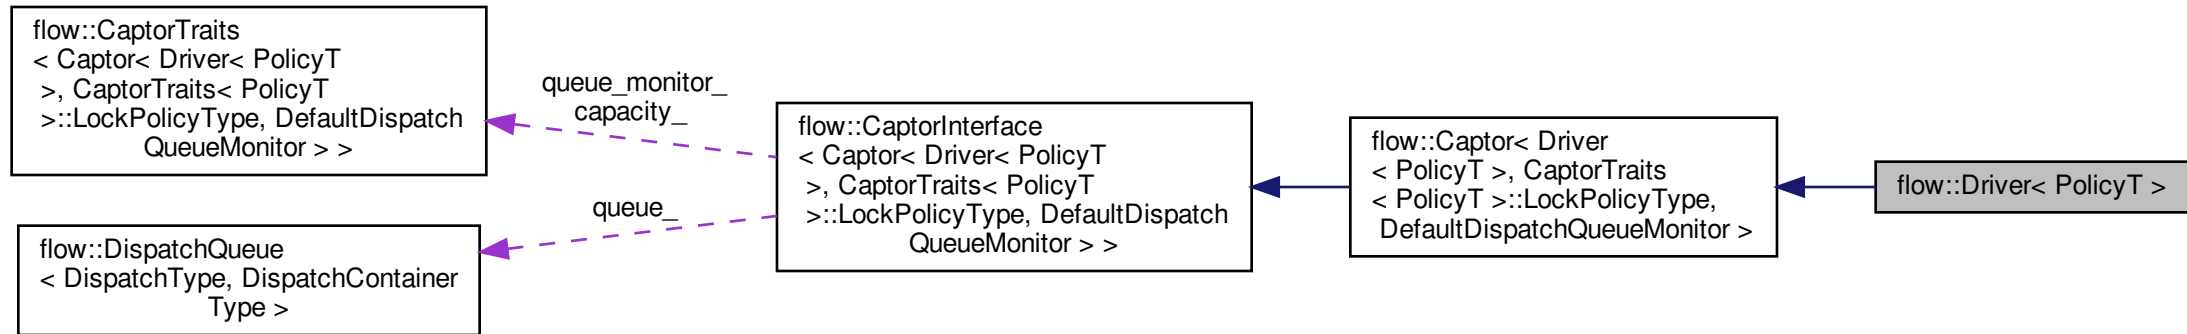 flow::CaptorTraits
< Captor< Driver< PolicyT
>, CaptorTraits< PolicyT
>::LockPolicyType, DefaultDispatch
QueueMonitor > >
flow::DispatchQueue
< DispatchType, DispatchContainer
Type >
queue_monitor_
capacity_
queue_
flow::CaptorInterface
< Captor< Driver< PolicyT
>, CaptorTraits< PolicyT
>::LockPolicyType, DefaultDispatch
QueueMonitor > >
flow::Captor< Driver
< PolicyT >, CaptorTraits
< PolicyT >::LockPolicyType,
DefaultDispatchQueueMonitor >
flow::Driver< PolicyT >